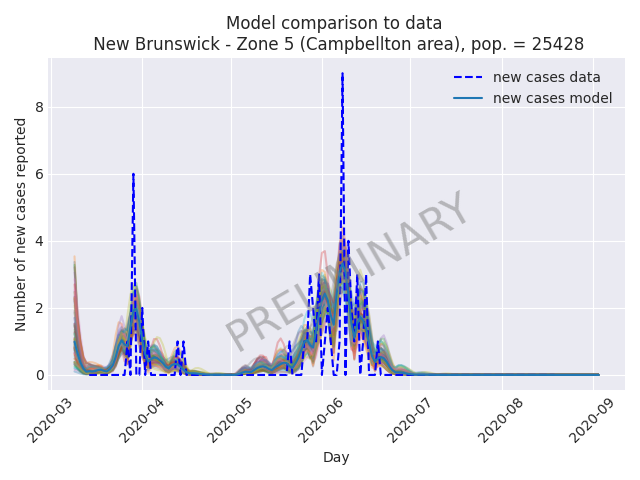 Model comparison to data
New Brunswick - Zone 5 (Campbellton area), pop. = 25428
new cases data
new cases model
PRELIMINARY
Number of new cases reported
8
6
4
2
0
2020-03
2020-04
2020-05
2020-06
2020-07
2020-08
2020-09
Day